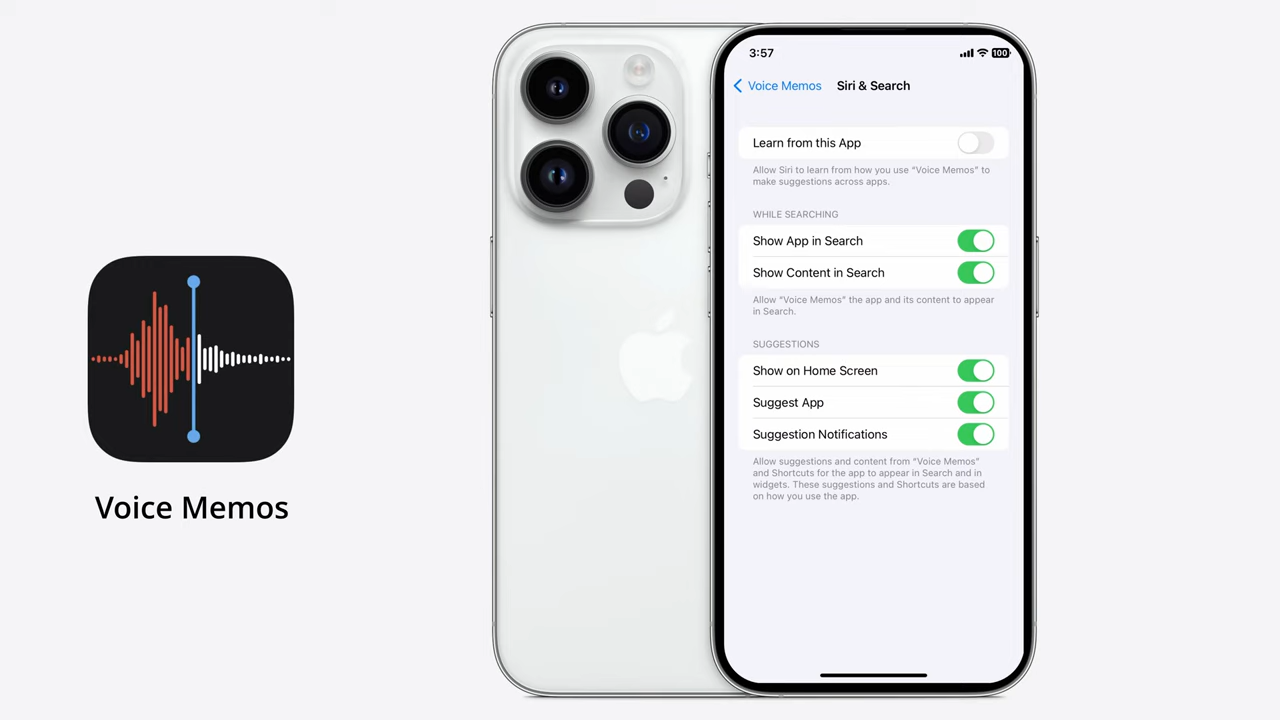 3:57
100
Voice Memos
Siri & Search
Learn from this App
Allow Siri to learn from how you use “Voice Memos” to
make suggestions across apps.
WHILE SEARCHING
Show App in Search
Show Content in Search
Allow “Voice Memos” the app and its content to appear
in Search.
SUGGESTIONS
Show on Home Screen
Suggest App
Suggestion Notifications
Allow suggestions and content from “Voice Memos”
and Shortcuts for the app to appear in Search and in
widgets. These suggestions and Shortcuts are based
on how you use the app.
Voice Memos